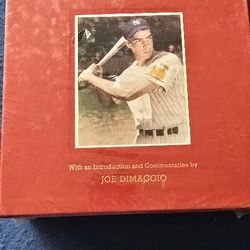 With an Introduction and Commentaries by
JOE DIMAGGIO